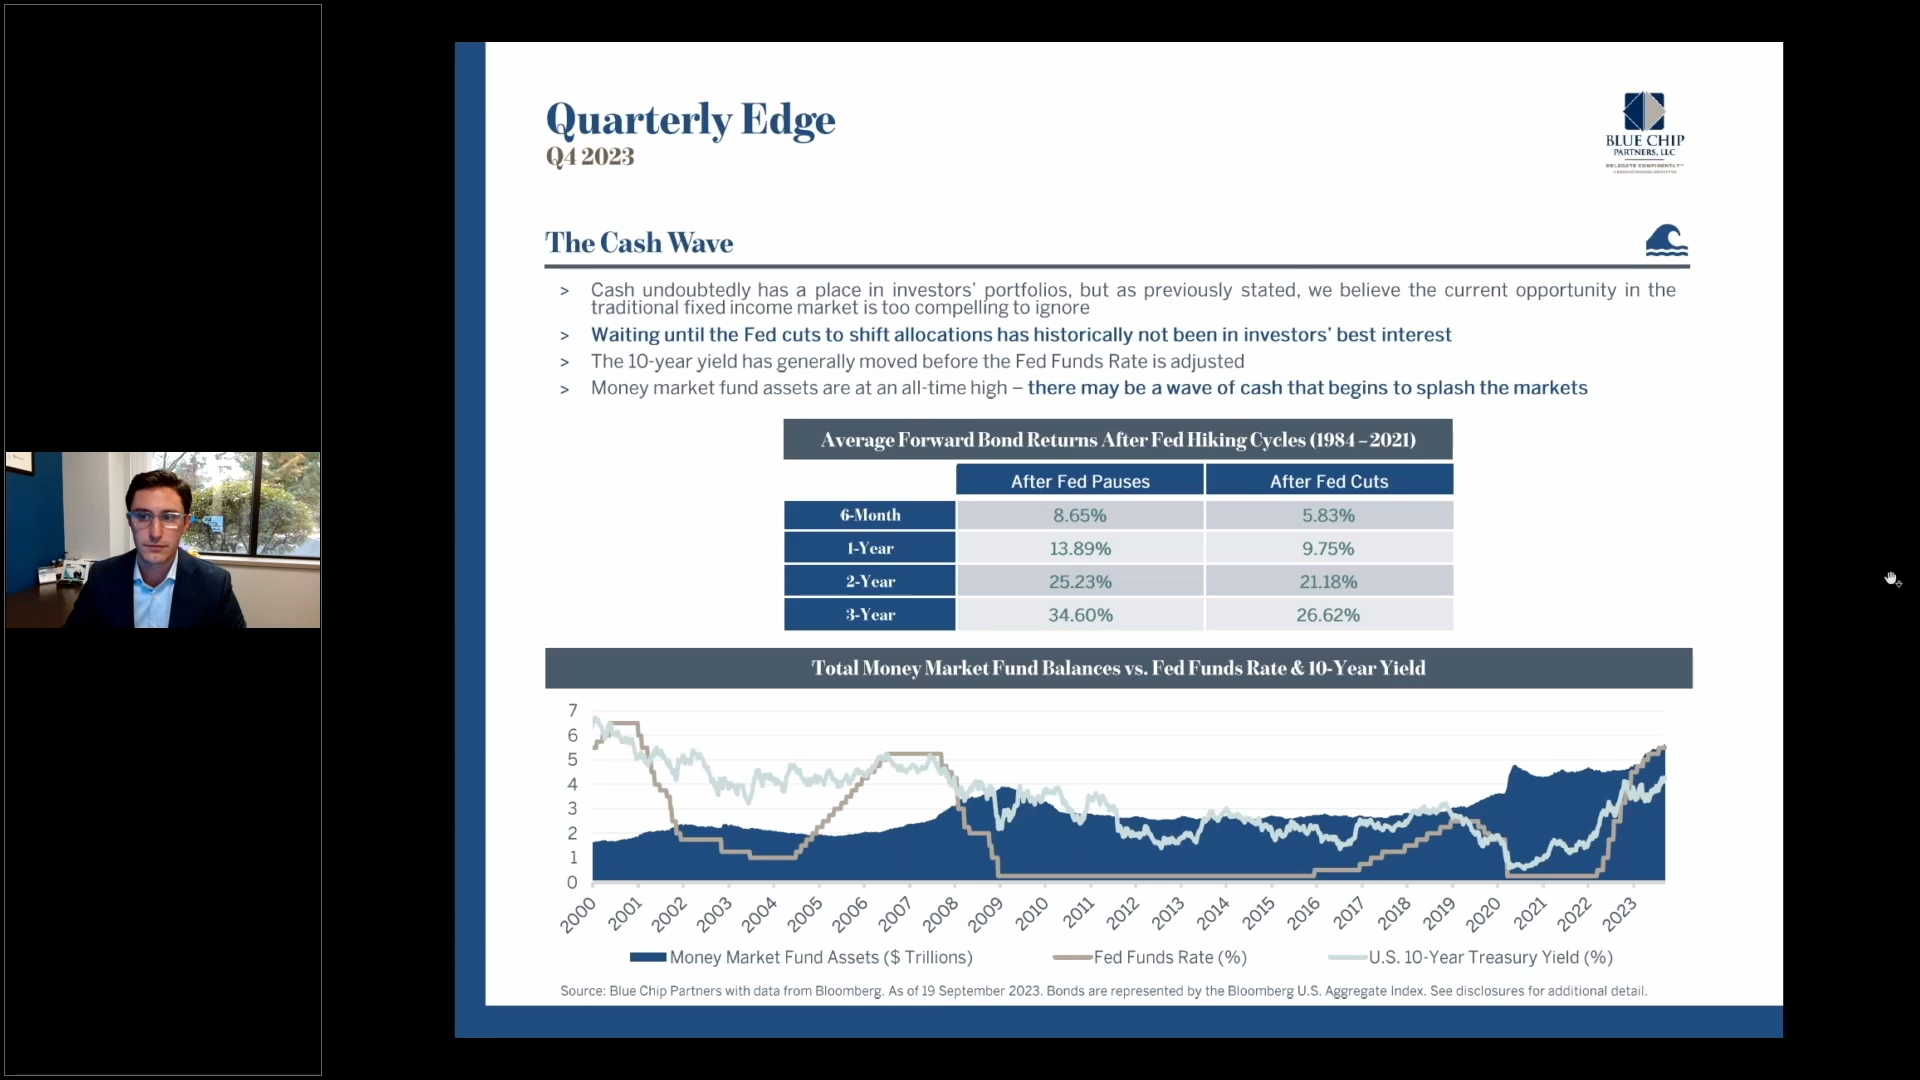 Quarterly Edge
Q4 2023
BLUE CHIP
PARTNERS, LLC
DELEGATE CONFIDENTLY™
The Cash Wave
> Cash undoubtedly has a place in investors’ portfolios, but as previously stated, we believe the current opportunity in the
traditional fixed income market is too compelling to ignore
> Waiting until the Fed cuts to shift allocations has historically not been in investors’ best interest
> The 10-year yield has generally moved before the Fed Funds Rate is adjusted
> Money market fund assets are at an all-time high – there may be a wave of cash that begins to splash the markets
Average Forward Bond Returns After Fed Hiking Cycles (1984 – 2021)
After Fed Pauses After Fed Cuts
6-Month 8.65% 5.83%
1-Year 13.89% 9.75%
2-Year 25.23% 21.18%
3-Year 34.60% 26.62%
Total Money Market Fund Balances vs. Fed Funds Rate & 10-Year Yield
7
6
5
4
3
2
1
0
2000 2001 2002 2003 2004 2005 2006 2007 2008 2009 2010 2011 2012 2013 2014 2015 2016 2017 2018 2019 2020 2021 2022 2023
Money Market Fund Assets ($ Trillions) Fed Funds Rate (%) U.S. 10-Year Treasury Yield (%)
Source: Blue Chip Partners with data from Bloomberg. As of 19 September 2023. Bonds are represented by the Bloomberg U.S. Aggregate Index. See disclosures for additional detail.